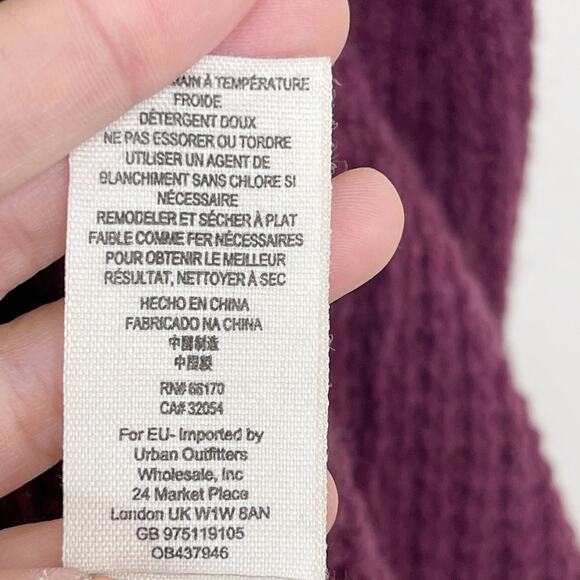 MAIN À TEMPÉRATURE
FROIDE
DÉTERGENT DOUX
NE PAS ESSORER OU TORDRE
UTILISER UN AGENT DE
BLANCHIMENT SANS CHLORE SI
NÉCESSAIRE
REMODELER ET SÉCHER À PLAT
FAIBLE COMME FER NÉCESSAIRES
POUR OBTENIR LE MEILLEUR
RÉSULTAT, NETTOYER À SEC
HECHO EN CHINA
FABRICADO NA CHINA
中國制造
中國製
RN# 66170
CA# 32054
For EU- Imported by
Urban Outfitters
Wholesale, Inc
24 Market Place
London UK W1W 8AN
GB 975119105
OB437946